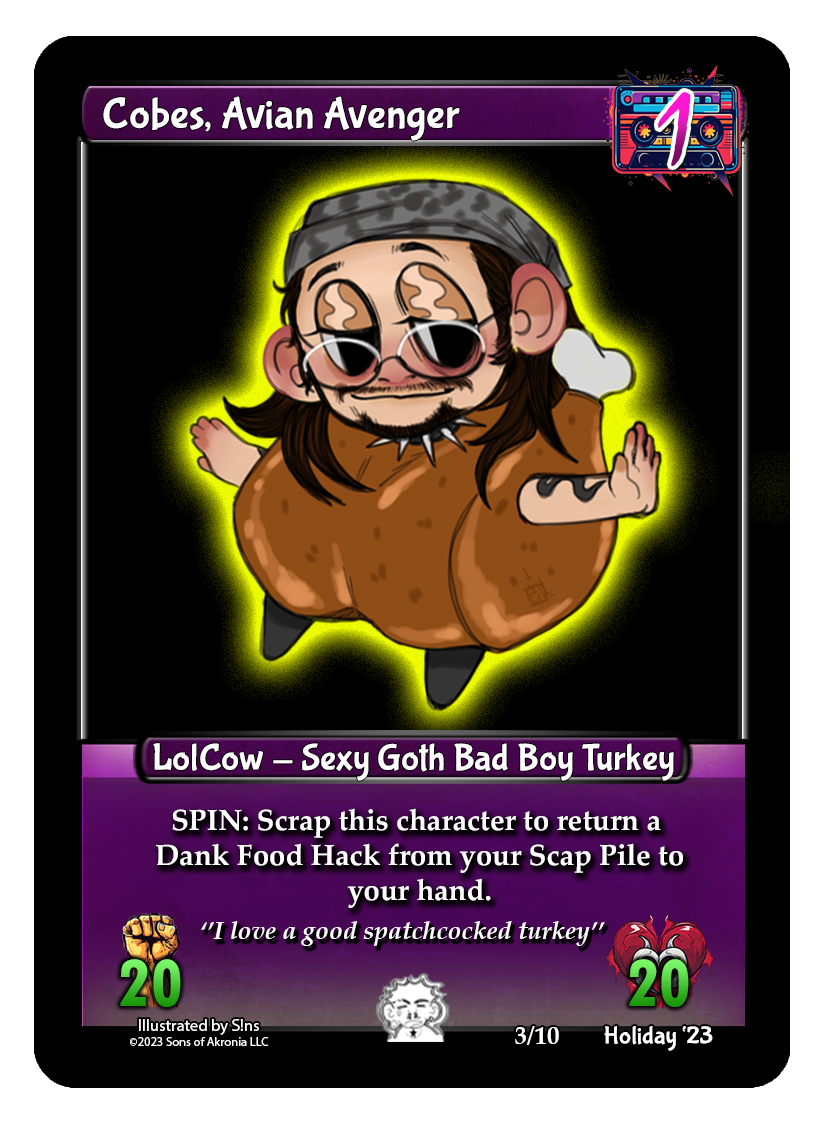 Cobes, Avian Avenger
1
LolCow – Sexy Goth Bad Boy Turkey
SPIN: Scrap this character to return a
Dank Food Hack from your Scap Pile to
your hand.
"I love a good spatchcocked turkey"
20
20
Illustrated by S!ns
©2023 Sons of Akronia LLC
3/10
Holiday '23